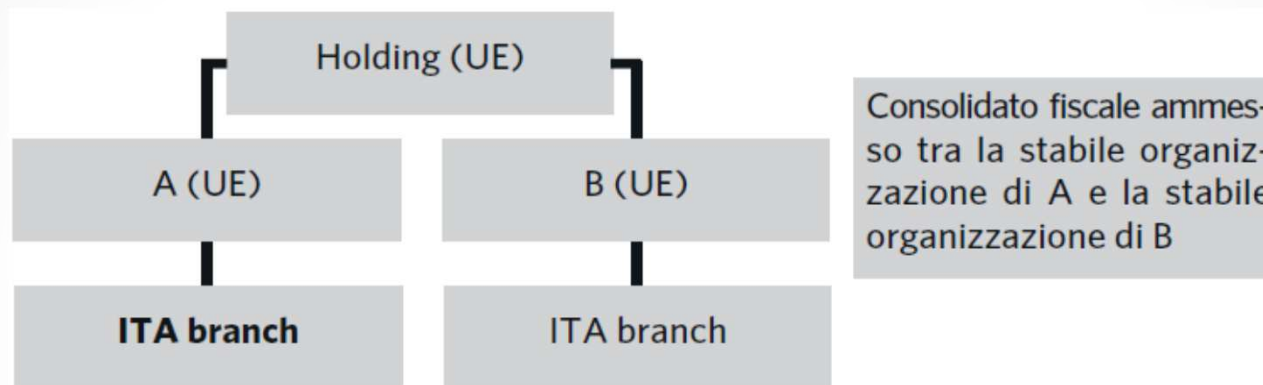 Holding (UE)
A (UE)
B (UE)
ITA branch
ITA branch
Consolidato fiscale ammes-
so tra la stabile organiz-
zazione di A e la stabile
organizzazione di B